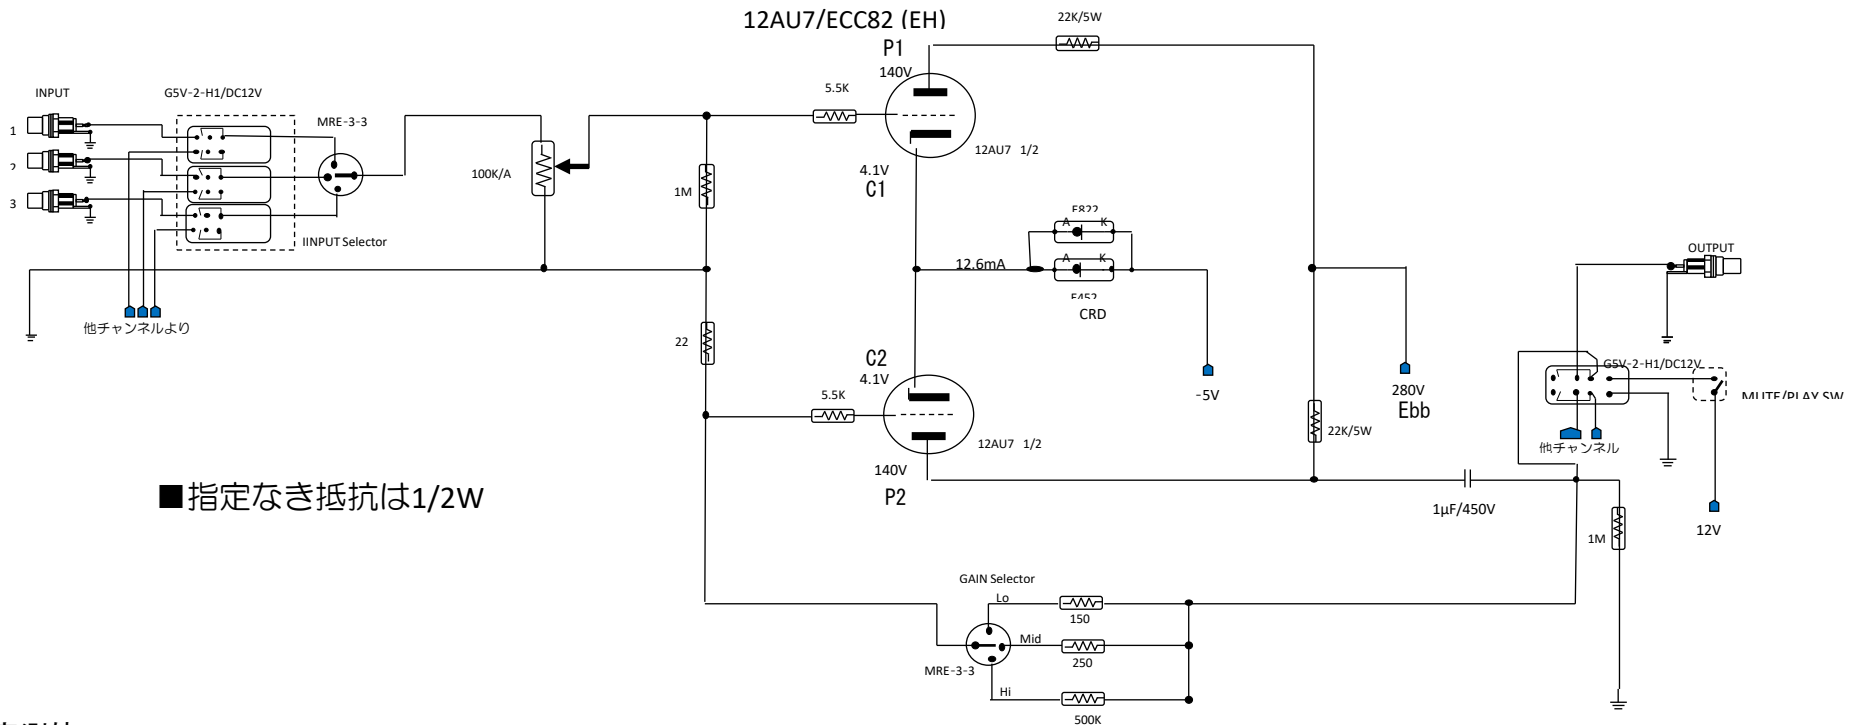 12AU7/ECC82 (EH)
22K/5W
P1
140V
INPUT
G5V-2-H1/DC12V
5.5K
MRE-3-3
1
2
3
100K/A
1M
12AU7 1/2
4.1V
C1
A K
IINPUT Selector
OUTPUT
12.6mA
A K
CRD
他チャンネルより
22
C2
4.1V
G5V-2-H1/DC12V
5.5K
-5V
280V
Ebb
MUTE/PLAY SW
22K/5W
12AU7 1/2
他チャンネル
140V
P2
■指定なき抵抗は1/2W
1µF/450V
12V
1M
GAIN Selector
Lo
150
Mid
250
MRE-3-3
Hi
500K